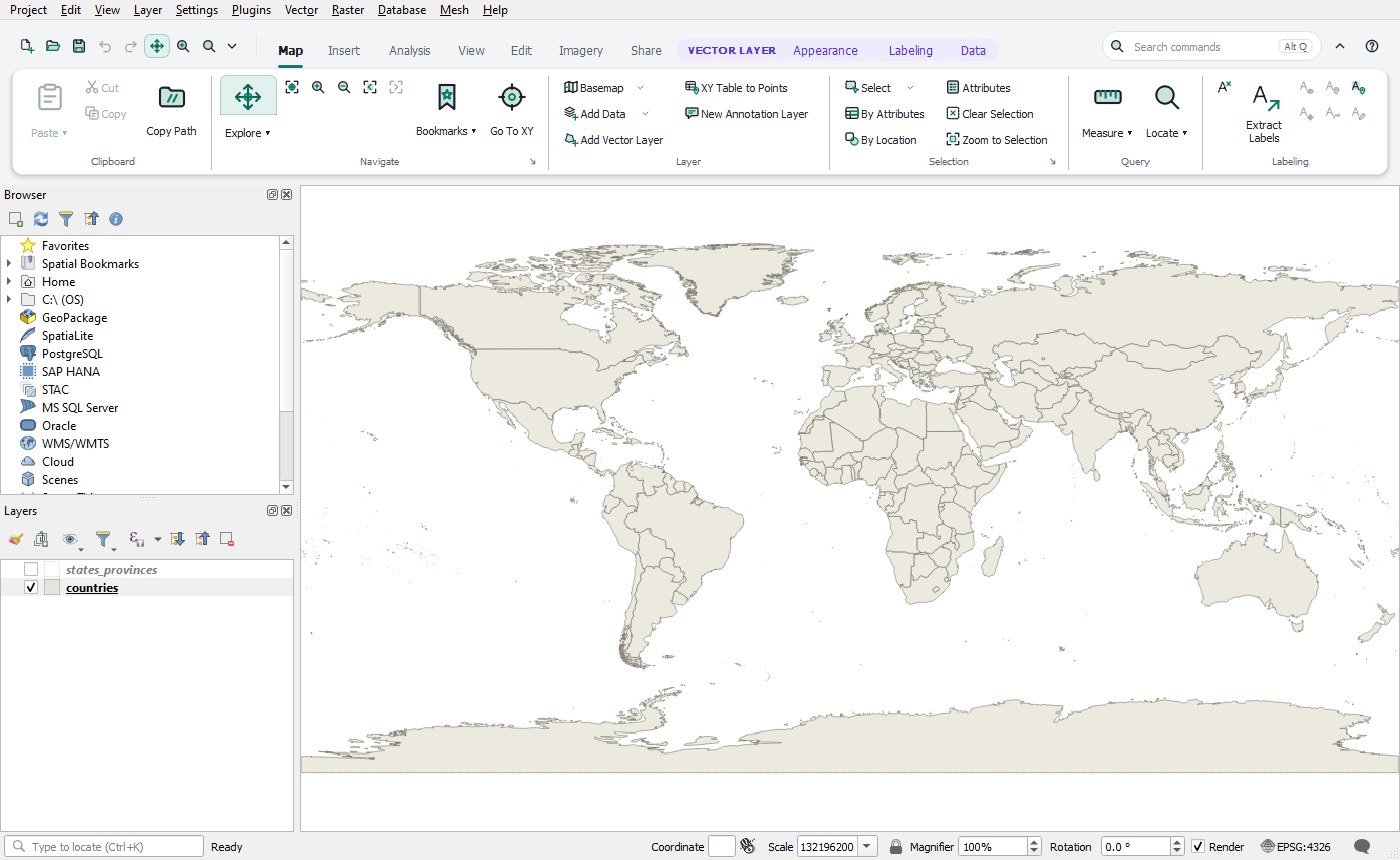 Project Edit View Layer Settings Plugins Vector Raster Database Mesh Help
Map Insert Analysis View Edit Imagery Share VECTOR LAYER Appearance Labeling Data
Search commands Alt Q
Paste
Cut
Copy
Copy Path
Clipboard
Explore
Bookmarks
Go To XY
Navigate
Basemap
Add Data
Add Vector Layer
XY Table to Points
New Annotation Layer
Layer
Select
By Attributes
By Location
Attributes
Clear Selection
Zoom to Selection
Selection
Measure
Locate
Query
Extract
Labels
Labeling
Browser
Favorites
Spatial Bookmarks
Home
C:\ (OS)
GeoPackage
SpatiaLite
PostgreSQL
SAP HANA
STAC
MS SQL Server
Oracle
WMS/WMTS
Cloud
Scenes
Layers
states_provinces
countries
Type to locate (Ctrl+K) Ready Coordinate Scale 132196200 Magnifier 100% Rotation 0.0 ° Render EPSG:4326